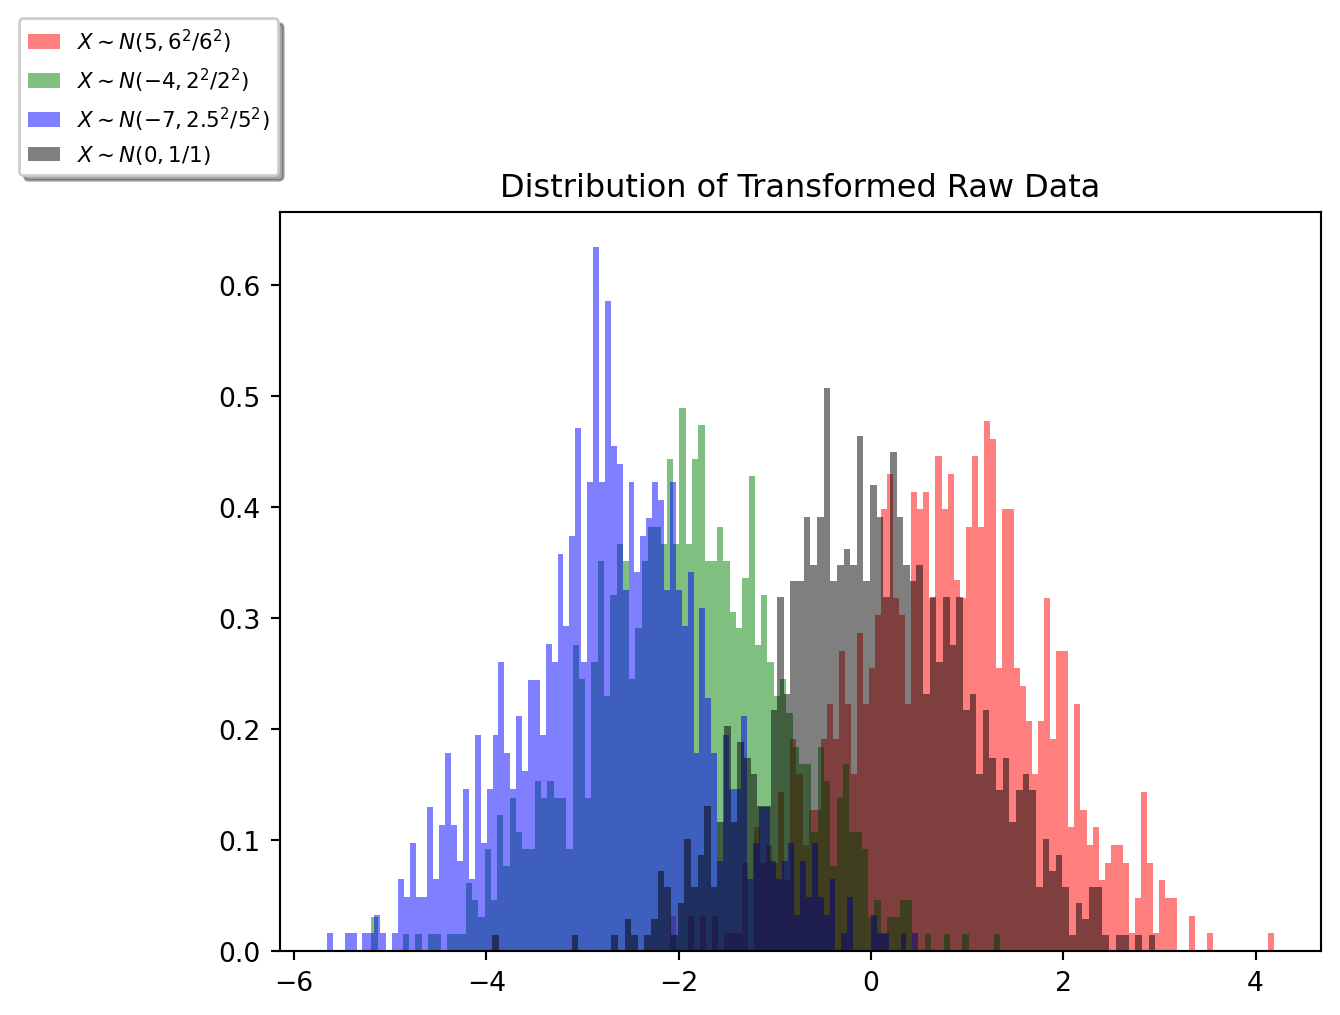 X ∼ N(5, 6²/6²)
X ∼ N(−4, 2²/2²)
X ∼ N(−7, 2.5²/5²)
X ∼ N(0, 1/1)
Distribution of Transformed Raw Data
0.6
0.5
0.4
0.3
0.2
0.1
0.0
−6 −4 −2 0 2 4